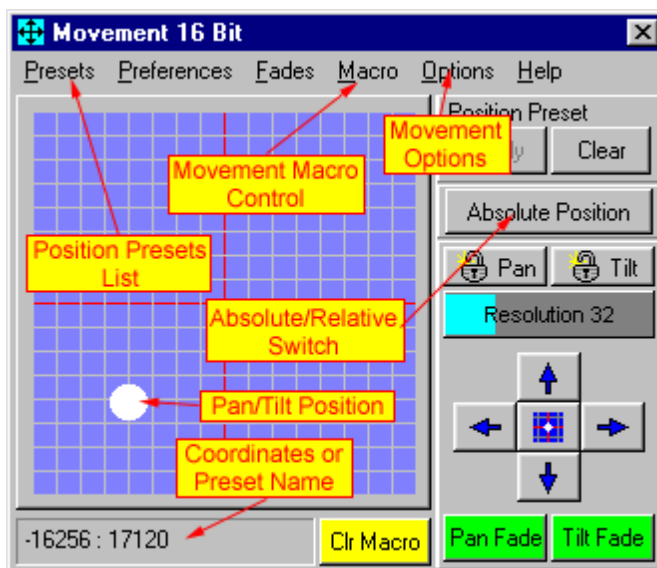 Movement 16 Bit
Presets Preferences Fades Macro Options Help
Position Preset
Movement
Options
Clear
Movement Macro
Control
Absolute Position
Position Presets
List
Pan Tilt
Absolute/Relative
Switch
Resolution 32
Pan/Tilt Position
Coordinates or
Preset Name
-16256 : 17120
Clr Macro
Pan Fade
Tilt Fade